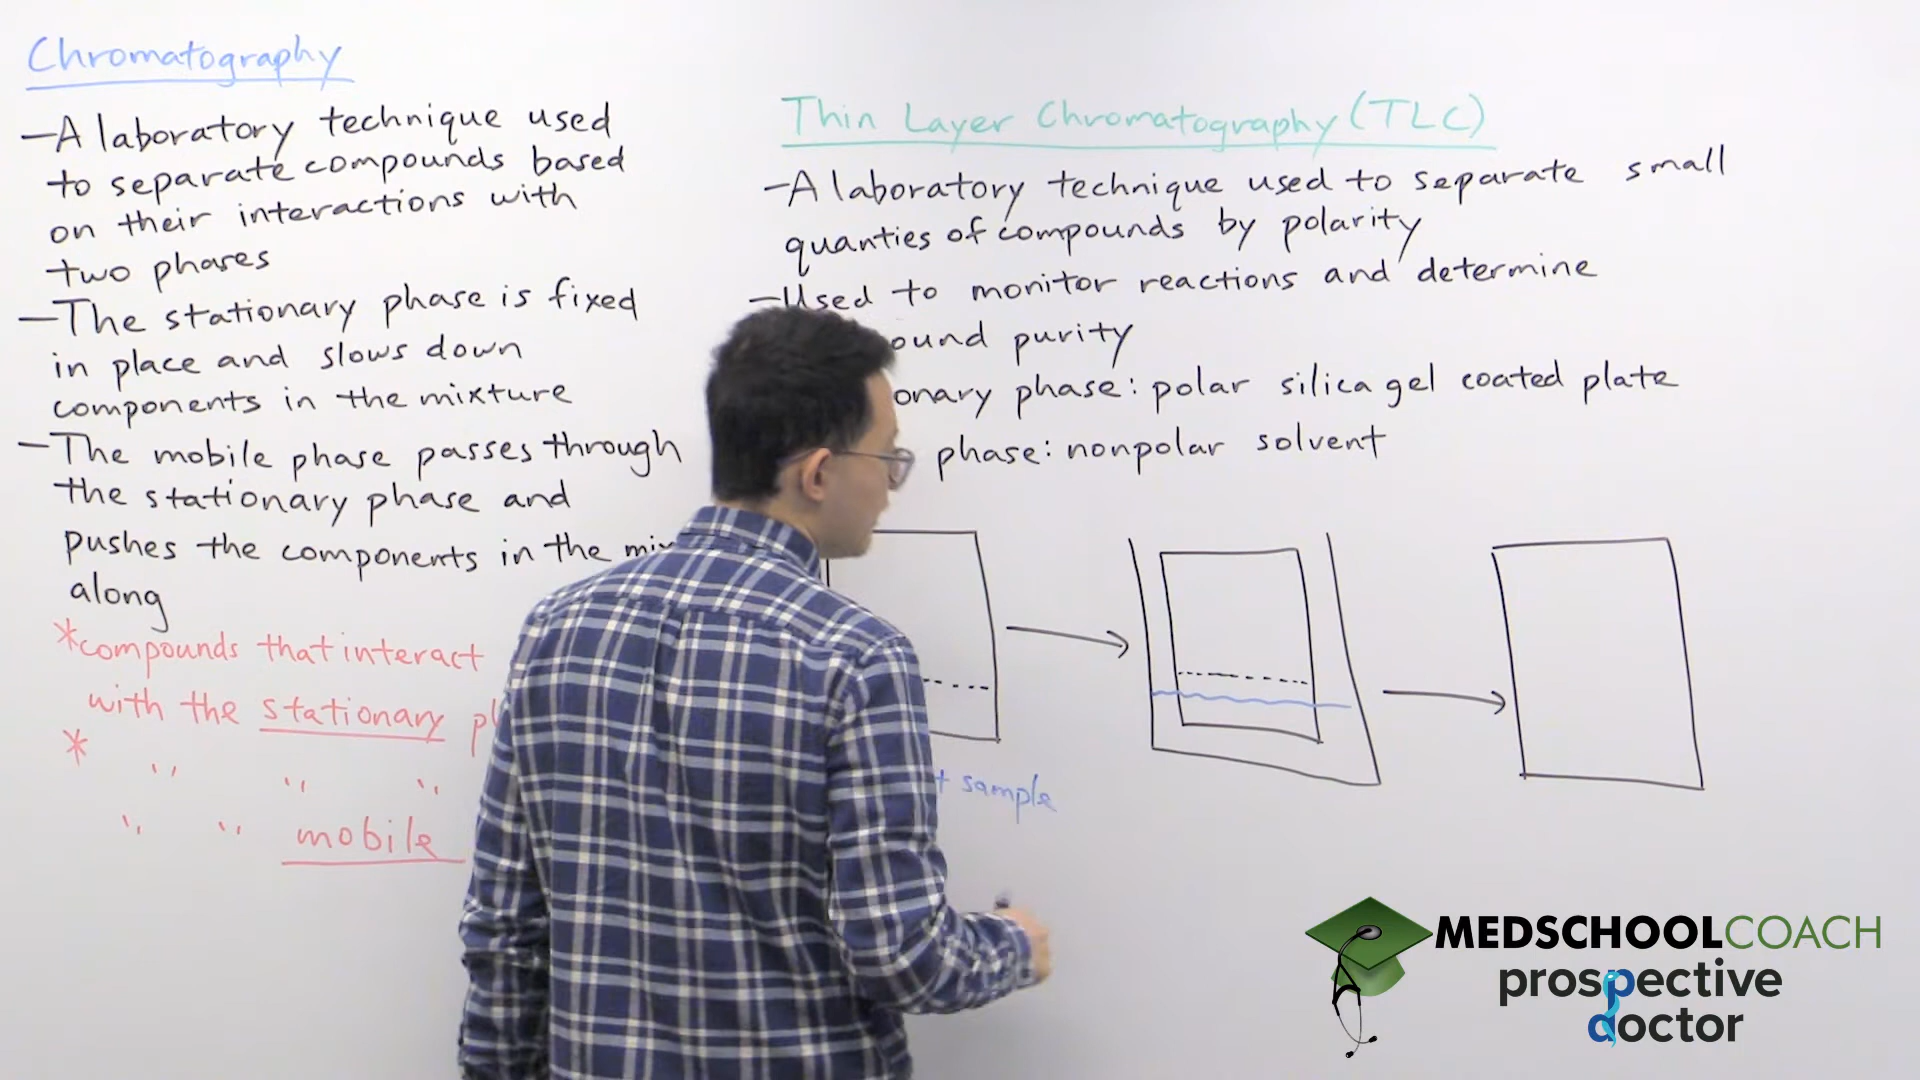 Chromatography
-A laboratory technique used
to separate compounds based
on their interactions with
two phases
-The stationary phase is fixed
in place and slows down
components in the mixture
-The mobile phase passes through
the stationary phase and
pushes the components in the mix
along
*compounds that interact
with the stationary
* " " "
" " mobile
Thin Layer Chromatography (TLC)
-A laboratory technique used to separate small
quanties of compounds by polarity
-Used to monitor reactions and determine
ound purity
onary phase: polar silica gel coated plate
phase: nonpolar solvent
t sample
MEDSCHOOLCOACH
prospective
doctor